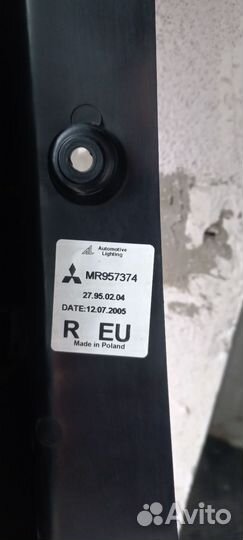 Automotive
Lighting
MR957374
27.95.02.04
DATE:12.07.2005
R EU
Made in Poland
Avito